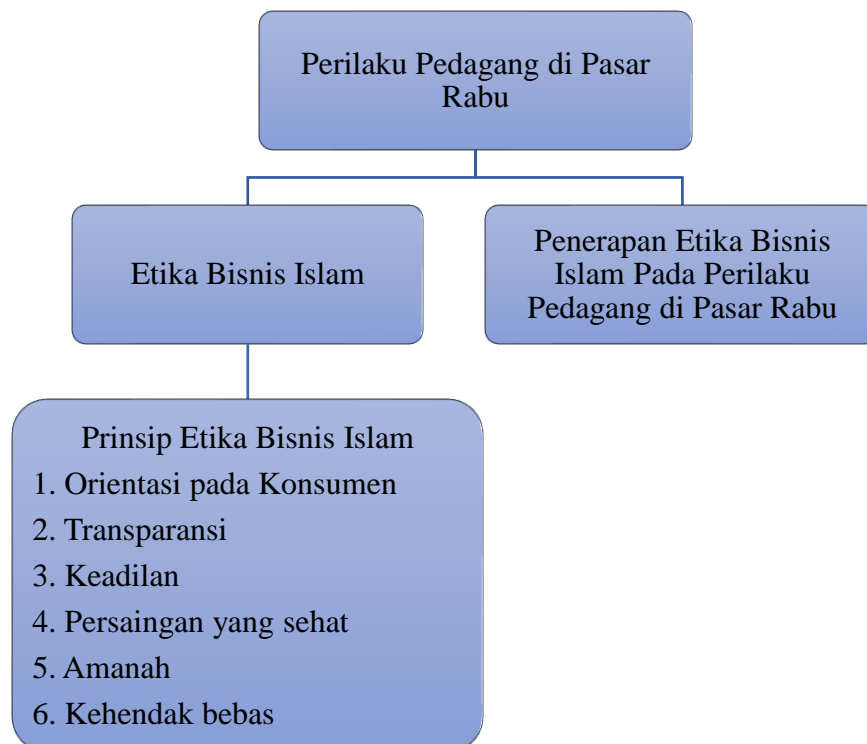 Perilaku Pedagang di Pasar
Rabu
Etika Bisnis Islam
Penerapan Etika Bisnis
Islam Pada Perilaku
Pedagang di Pasar Rabu
Prinsip Etika Bisnis Islam
1. Orientasi pada Konsumen
2. Transparansi
3. Keadilan
4. Persaingan yang sehat
5. Amanah
6. Kehendak bebas